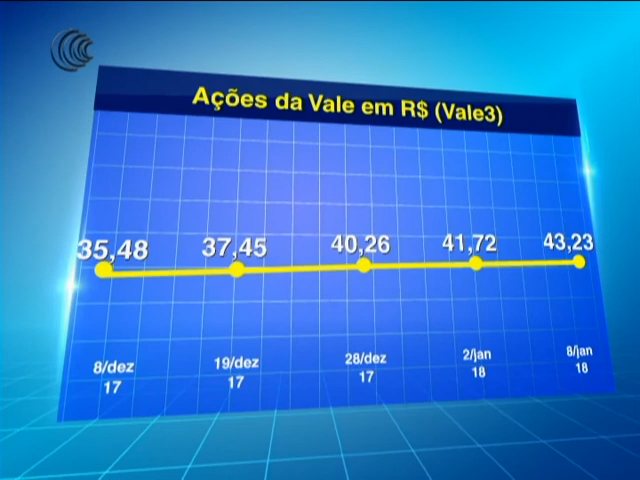 Ações da Vale em R$ (Vale3)
35,48 37,45 40,26 41,72 43,23
8/dez 19/dez 28/dez 2/jan 8/jan
17 17 17 18 18